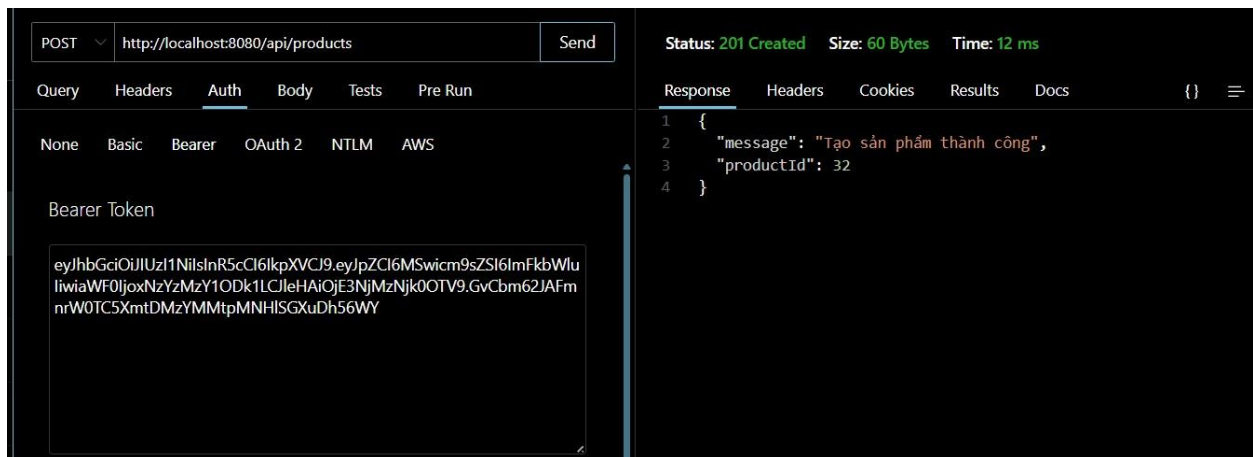 POST http://localhost:8080/api/products Send
Query Headers Auth Body Tests Pre Run
None Basic Bearer OAuth 2 NTLM AWS
Bearer Token
eyJhbGciOiJIUzI1NiIsInR5cCI6IkpXVCJ9.eyJpZCI6MSwicm9sZSI6ImFkbWlu
IiwiaWF0IjoxNzYzMzY1ODk1LCJleHAiOjE3NjMzNjk0OTV9.GvCbm62JAFm
nrW0TC5XmtDMzYMMtpMNHlSGXuDh56WY
Status: 201 Created Size: 60 Bytes Time: 12 ms
Response Headers Cookies Results Docs {}
1 {
2 "message": "Tạo sản phẩm thành công",
3 "productId": 32
4 }